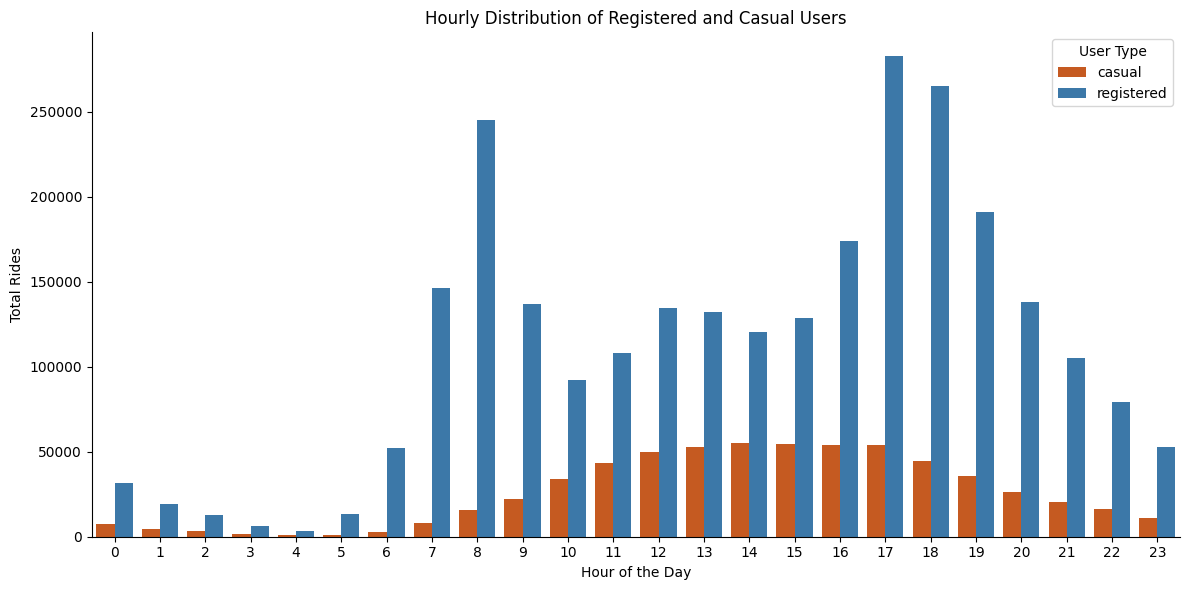 Hourly Distribution of Registered and Casual Users
User Type
casual
registered
Total Rides
250000
200000
150000
100000
50000
0
0 1 2 3 4 5 6 7 8 9 10 11 12 13 14 15 16 17 18 19 20 21 22 23
Hour of the Day